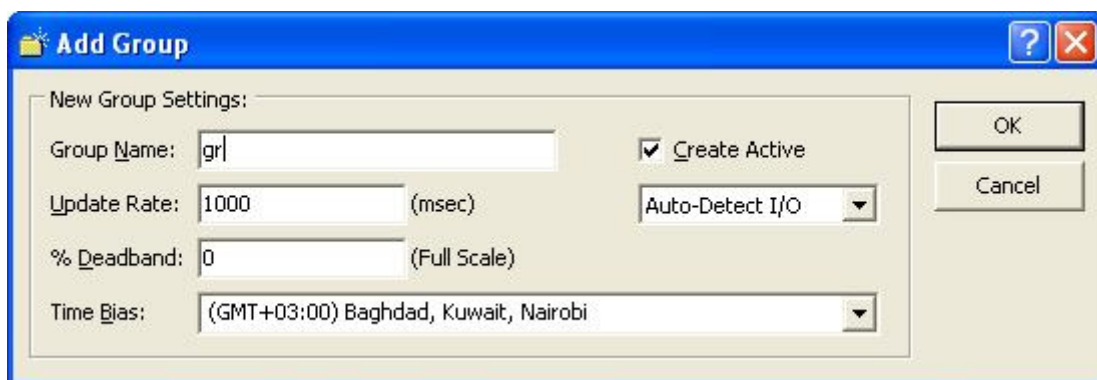 Add Group
New Group Settings:
Group Name: gr
Create Active
OK
Update Rate: 1000 (msec)
Auto-Detect I/O
Cancel
% Deadband: 0 (Full Scale)
Time Bias: (GMT+03:00) Baghdad, Kuwait, Nairobi